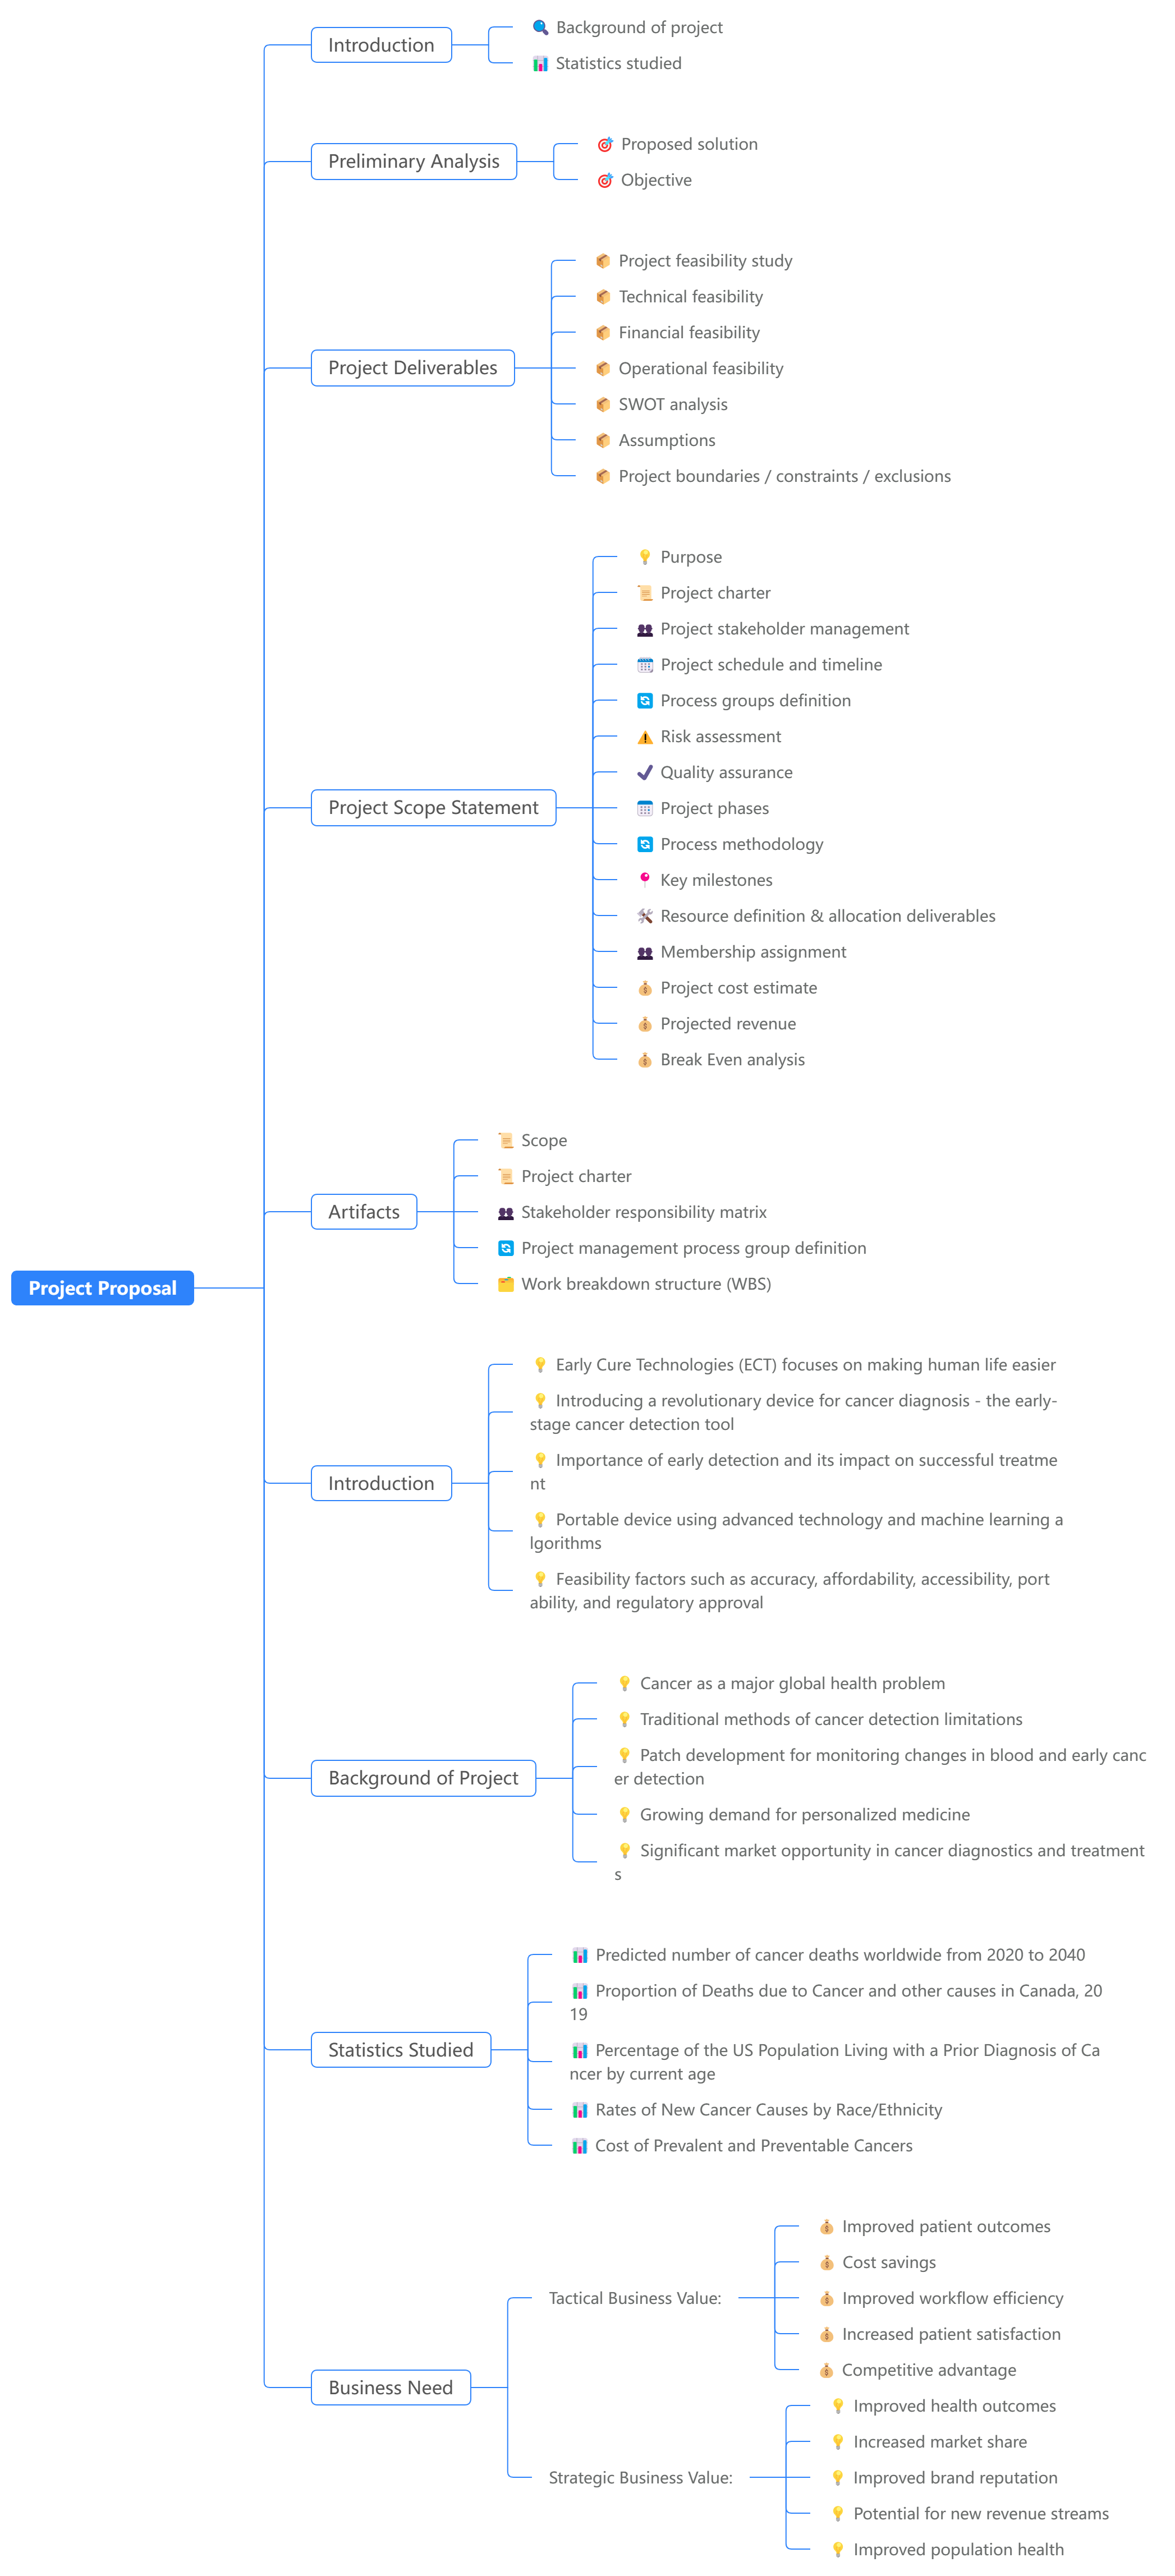 Introduction
Background of project
Statistics studied
Preliminary Analysis
Proposed solution
Objective
Project Deliverables
Project feasibility study
Technical feasibility
Financial feasibility
Operational feasibility
SWOT analysis
Assumptions
Project boundaries / constraints / exclusions
Project Scope Statement
Purpose
Project charter
Project stakeholder management
Project schedule and timeline
Process groups definition
Risk assessment
Quality assurance
Project phases
Process methodology
Key milestones
Resource definition & allocation deliverables
Membership assignment
Project cost estimate
Projected revenue
Break Even analysis
Artifacts
Scope
Project charter
Stakeholder responsibility matrix
Project management process group definition
Work breakdown structure (WBS)
Project Proposal
Introduction
Early Cure Technologies (ECT) focuses on making human life easier
Introducing a revolutionary device for cancer diagnosis - the early-
stage cancer detection tool
Importance of early detection and its impact on successful treatme
nt
Portable device using advanced technology and machine learning a
lgorithms
Feasibility factors such as accuracy, affordability, accessibility, port
ability, and regulatory approval
Background of Project
Cancer as a major global health problem
Traditional methods of cancer detection limitations
Patch development for monitoring changes in blood and early canc
er detection
Growing demand for personalized medicine
Significant market opportunity in cancer diagnostics and treatment
s
Statistics Studied
Predicted number of cancer deaths worldwide from 2020 to 2040
Proportion of Deaths due to Cancer and other causes in Canada, 20
19
Percentage of the US Population Living with a Prior Diagnosis of Ca
ncer by current age
Rates of New Cancer Causes by Race/Ethnicity
Cost of Prevalent and Preventable Cancers
Business Need
Tactical Business Value:
Improved patient outcomes
Cost savings
Improved workflow efficiency
Increased patient satisfaction
Competitive advantage
Strategic Business Value:
Improved health outcomes
Increased market share
Improved brand reputation
Potential for new revenue streams
Improved population health